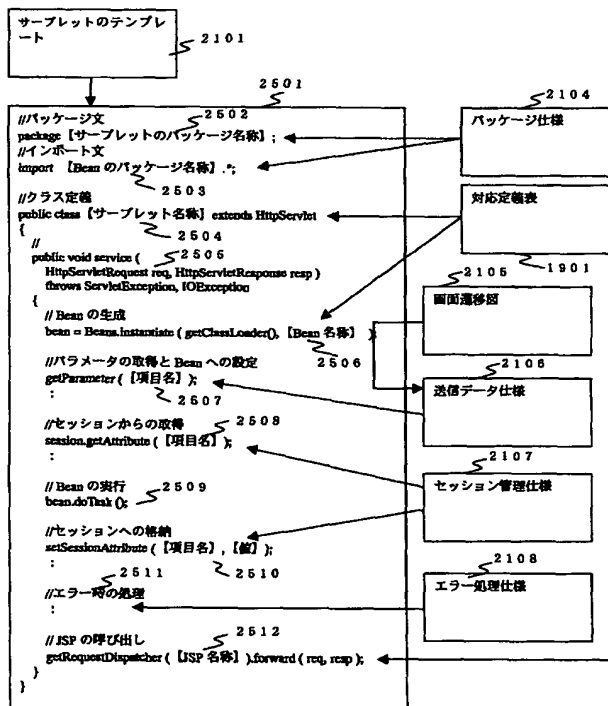 サーブレットのテンプレ
ート
2101
2501
//パッケージ文
2502
package 【サーブレットのパッケージ名称】;
//インポート文
import 【Bean のパッケージ名称】.*;
2503
//クラス定義
public class 【サーブレット名称】 extends HttpServlet
{
2504
//
2505
public void service (
HttpServletRequest req, HttpServletResponse resp )
throws ServletException, IOException
{
// Bean の生成
bean = Beans.instantiate ( getClassLoader(), 【Bean 名称】 );
2506
//パラメータの取得と Bean への設定
getParameter ( 【項目名】 );
:
2507
//セッションからの取得
2508
session.getAttribute ( 【項目名】 );
:
// Bean の実行
2509
bean.doTask ();
//セッションへの格納
setSessionAttribute ( 【項目名】 , 【値】 );
:
2510
2511
//エラー時の処理
:
// JSP の呼び出し
2512
getRequestDispatcher ( 【JSP 名称】 ).forward ( req, resp );
}
}
2104
パッケージ仕様
対応定義表
1901
2105
画面遷移図
2106
送信データ仕様
2107
セッション管理仕様
2108
エラー処理仕様